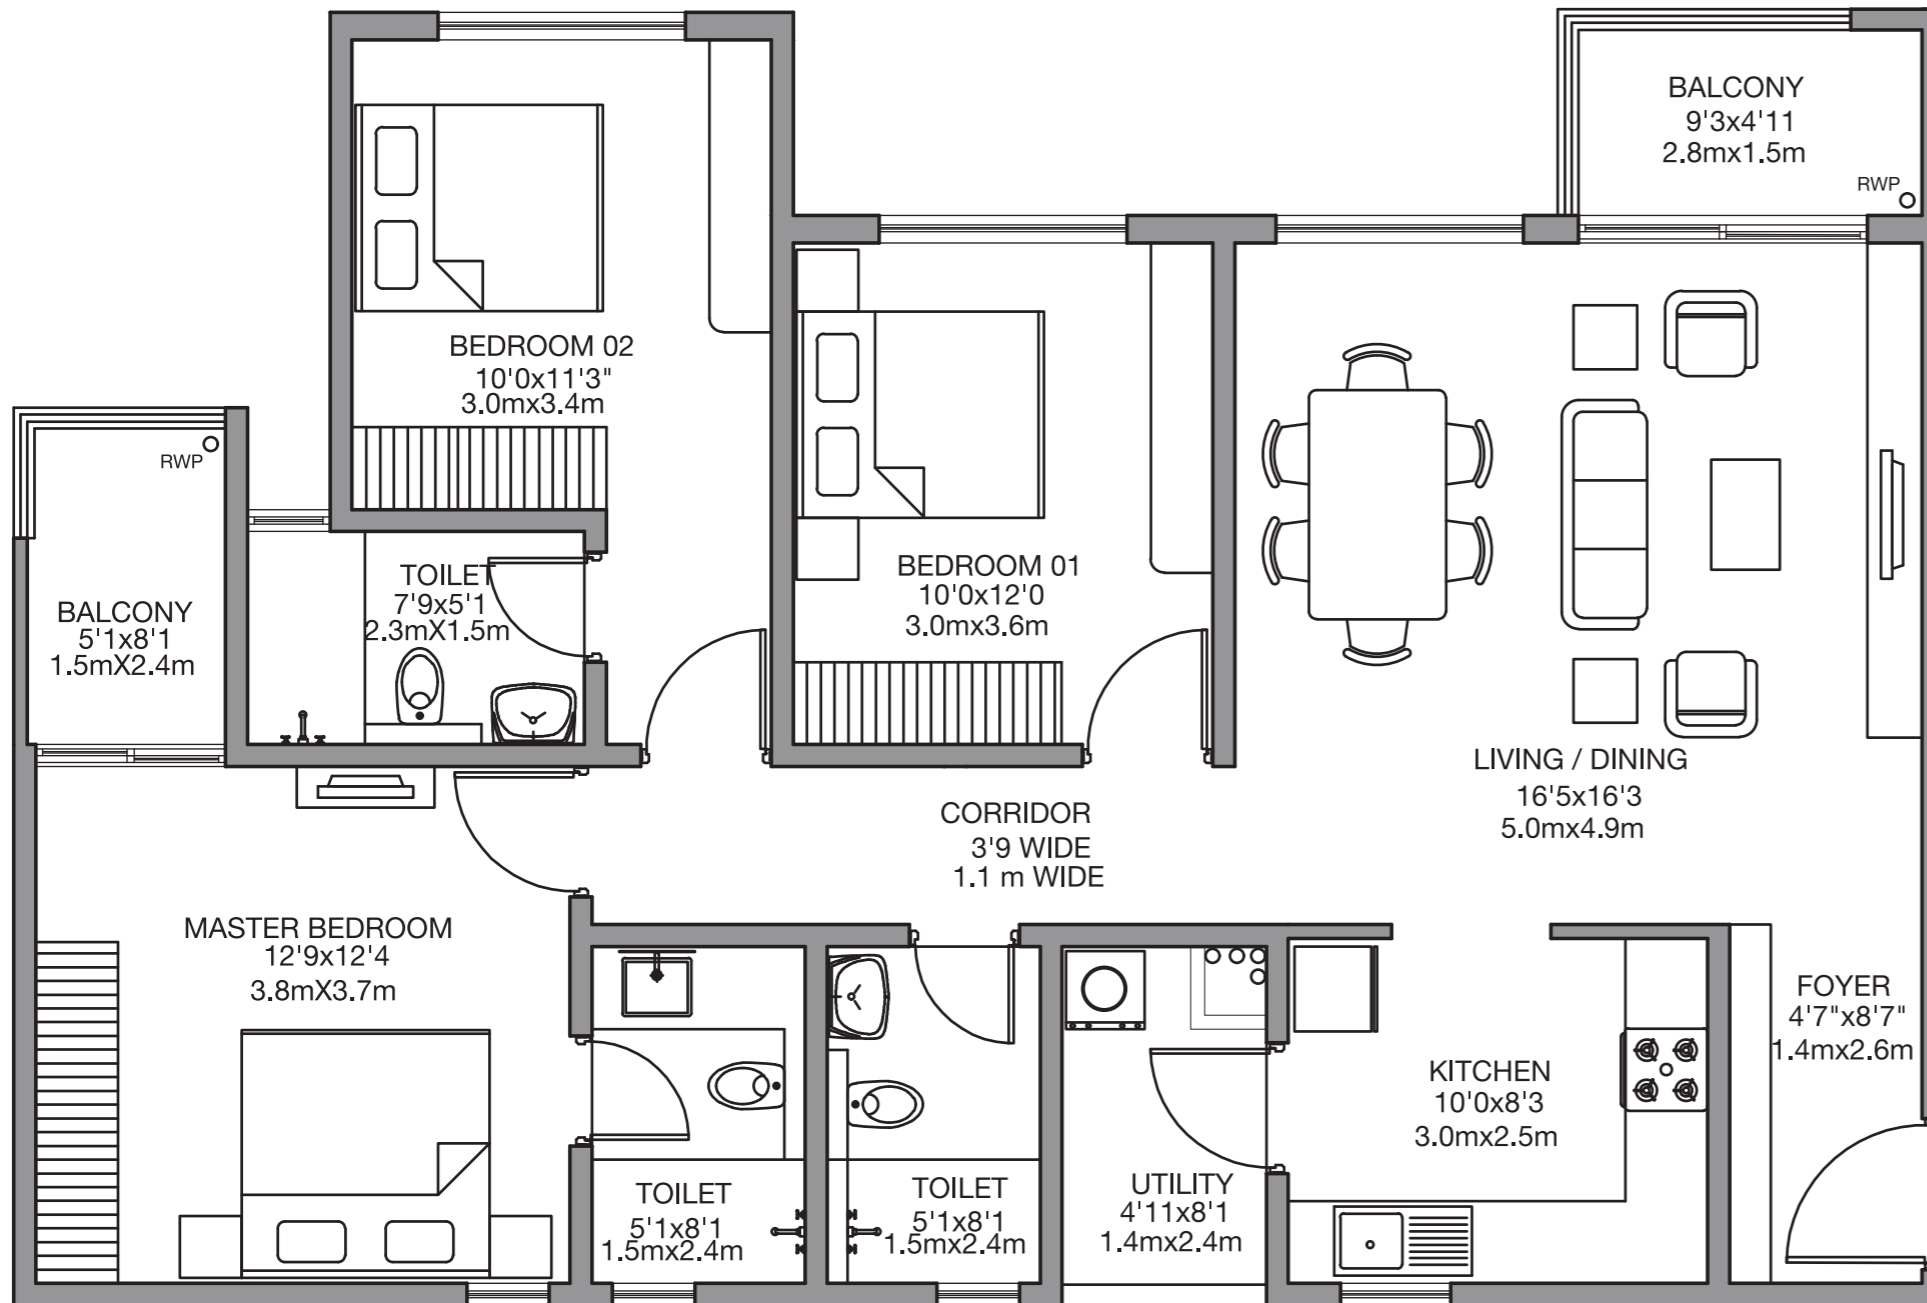 BALCONY
9'3x4'11
2.8mx1.5m
RWP
BEDROOM 02
10'0x11'3"
3.0mx3.4m
RWP
BALCONY
5'1x8'1
1.5mX2.4m
TOILET
7'9x5'1
2.3mX1.5m
BEDROOM 01
10'0x12'0
3.0mx3.6m
LIVING / DINING
16'5x16'3
5.0mx4.9m
CORRIDOR
3'9 WIDE
1.1 m WIDE
MASTER BEDROOM
12'9x12'4
3.8mX3.7m
FOYER
4'7"x8'7"
1.4mx2.6m
KITCHEN
10'0x8'3
3.0mx2.5m
TOILET
5'1x8'1
1.5mx2.4m
TOILET
5'1x8'1
1.5mx2.4m
UTILITY
4'11x8'1
1.4mx2.4m